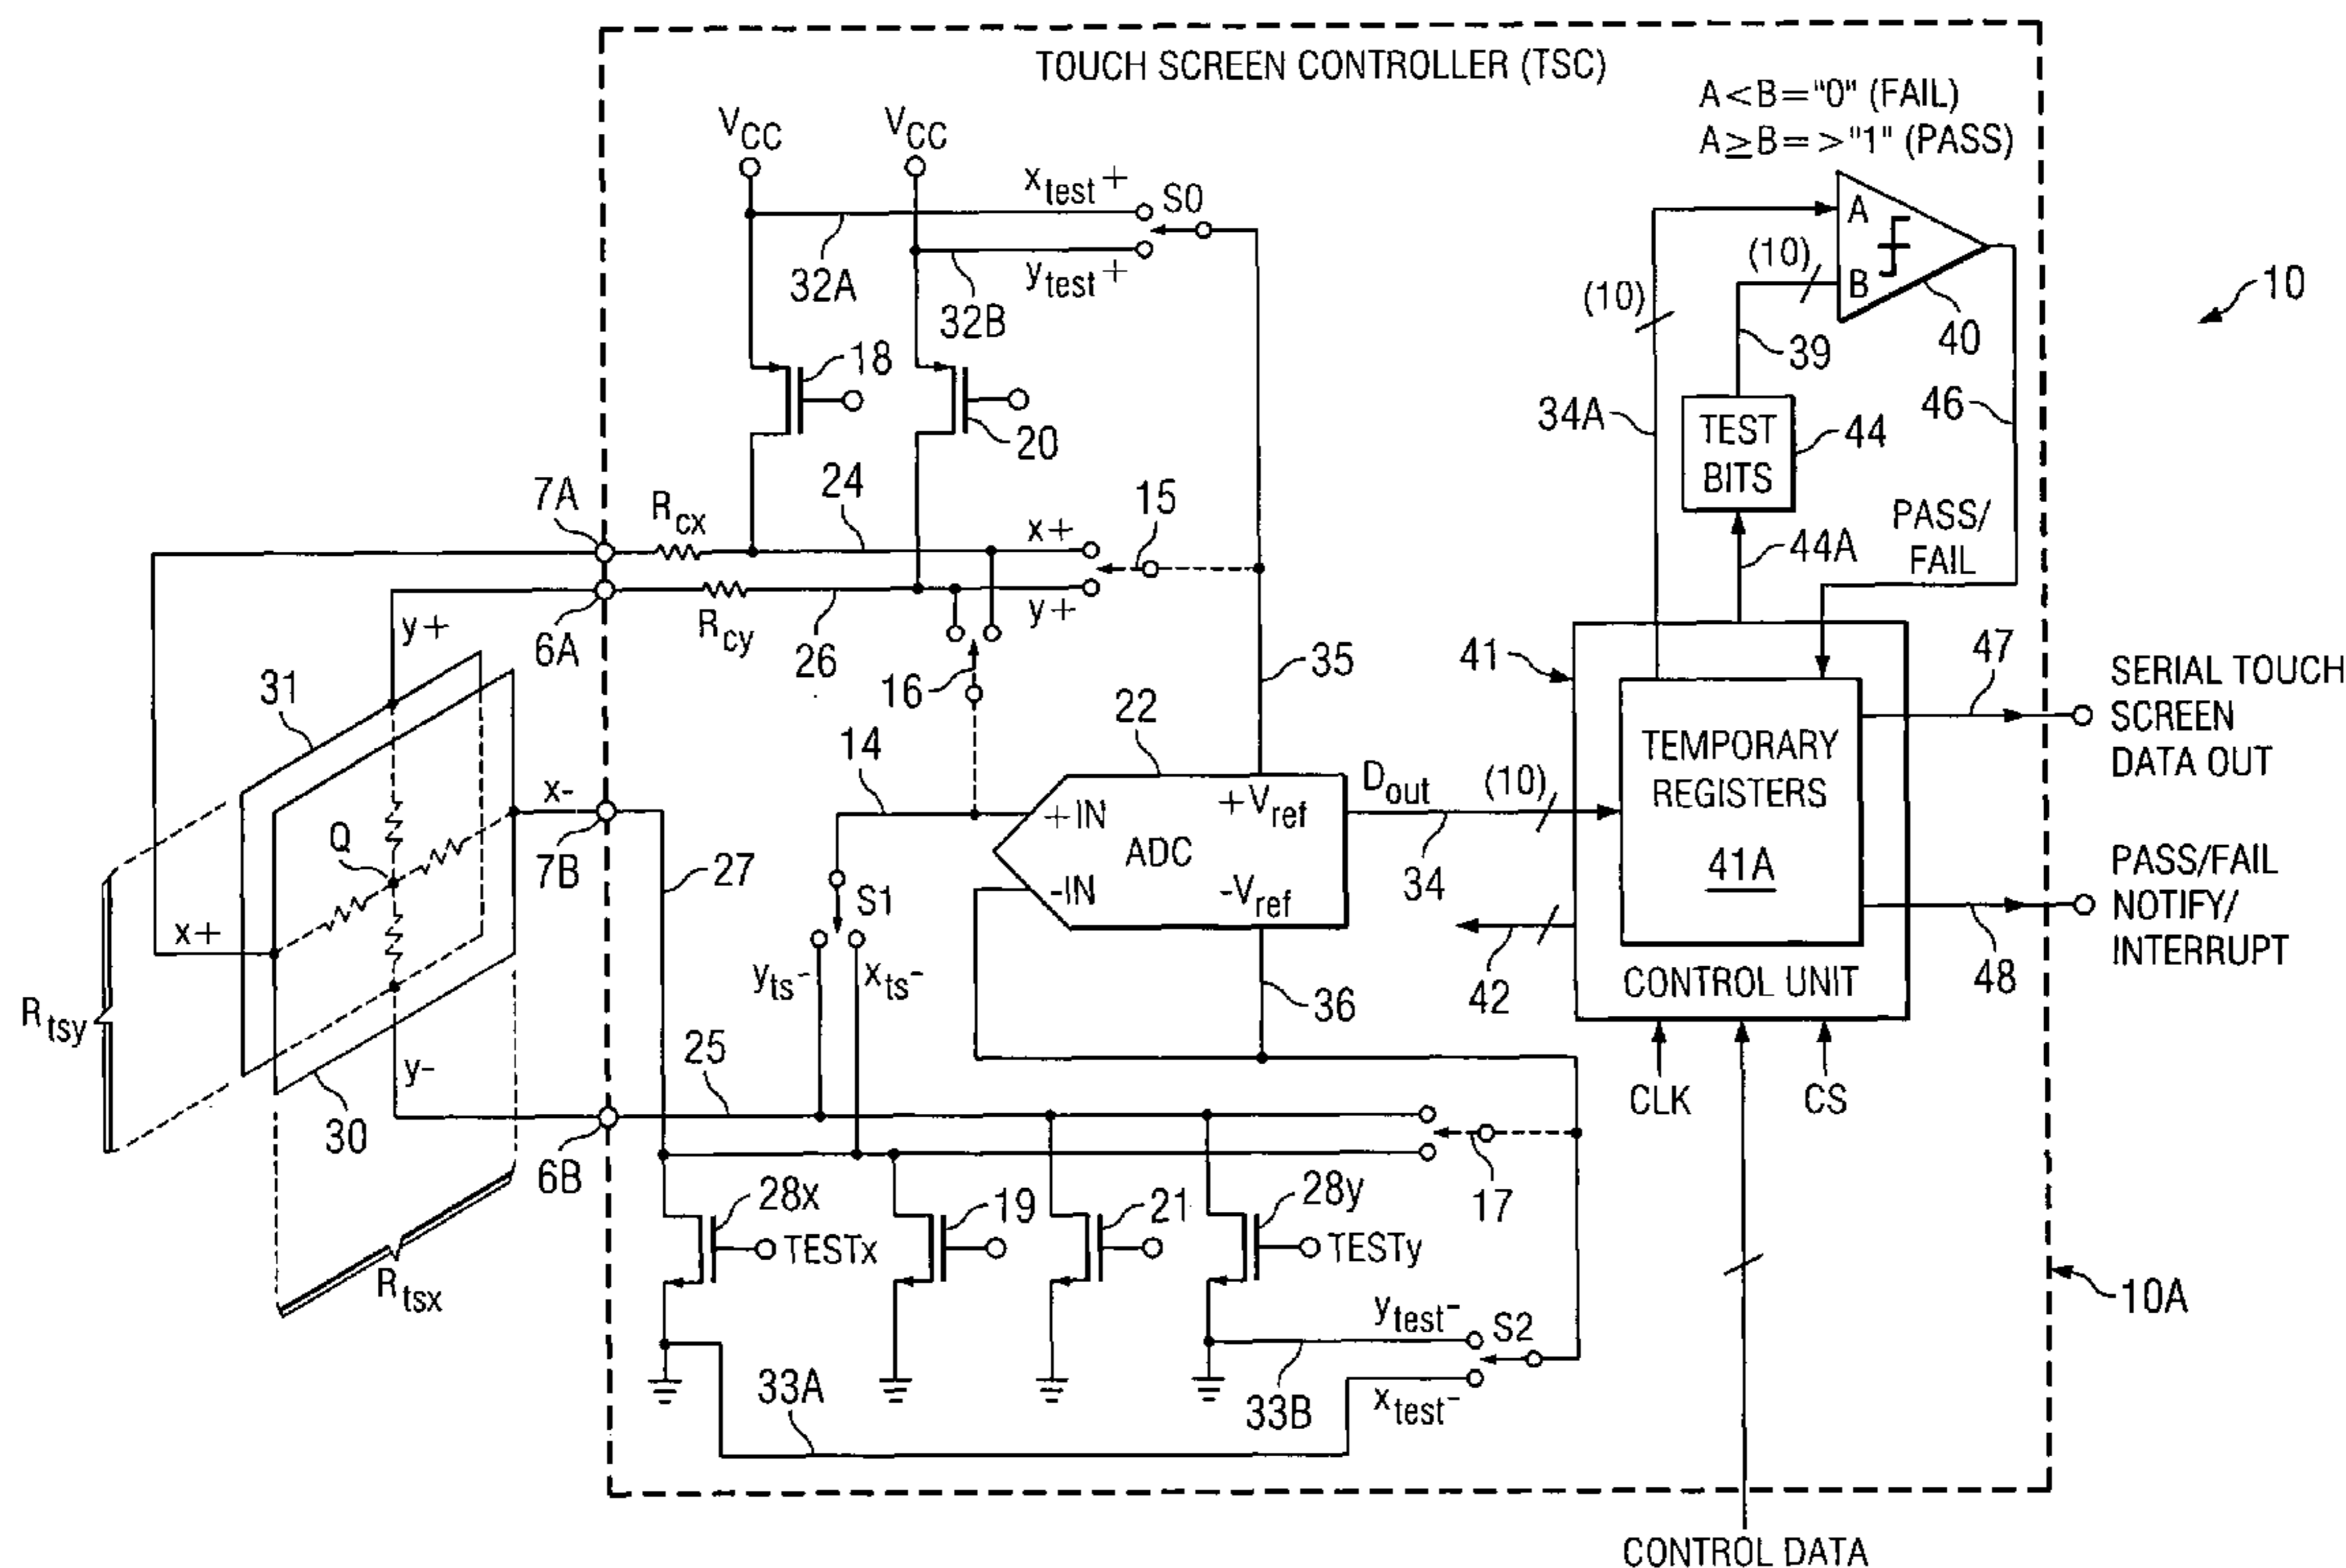 TOUCH SCREEN CONTROLLER (TSC)
A<B="0" (FAIL)
A≥B=>"1" (PASS)
VCC
VCC
xtest+
S0
ytest+
32A
32B
A
B
(10)
(10)
40
39
10
18
20
34A
TEST
BITS
44
46
7A
Rcx
24
x+
15
PASS/
FAIL
44A
6A
Rcy
26
y+
y+
16
35
41
47
SERIAL TOUCH
SCREEN
DATA OUT
31
14
22
x-
7B
Q
+IN
+Vref
ADC
-IN
-Vref
Dout
(10)
34
TEMPORARY
REGISTERS
41A
PASS/FAIL
NOTIFY/
INTERRUPT
27
S1
x+
yts-
xts-
36
42
CONTROL UNIT
48
Rtsy
y-
25
30
6B
CLK
CS
28x
TESTx
19
21
28y
TESTy
17
Rtsx
ytest-
S2
10A
33A
33B
xtest-
CONTROL DATA